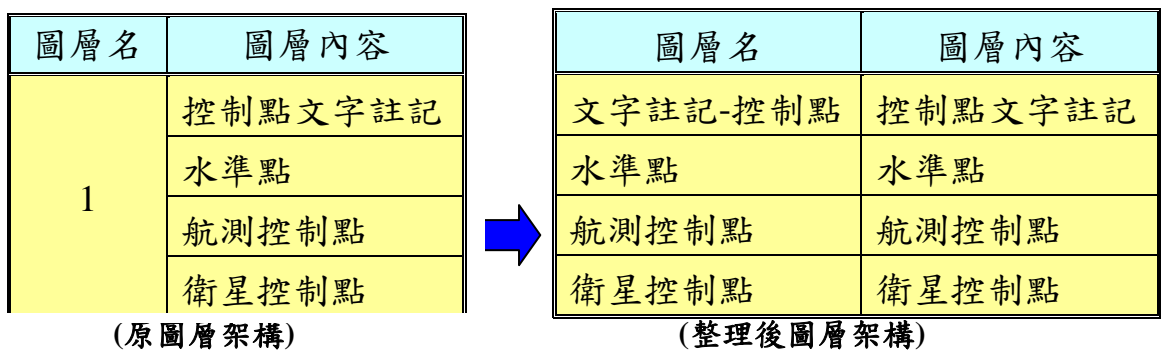 圖層名 圖層內容
1 控制點文字註記
水準點
航測控制點
衛星控制點
(原圖層架構)
圖層名 圖層內容
文字註記-控制點 控制點文字註記
水準點 水準點
航測控制點 航測控制點
衛星控制點 衛星控制點
(整理後圖層架構)